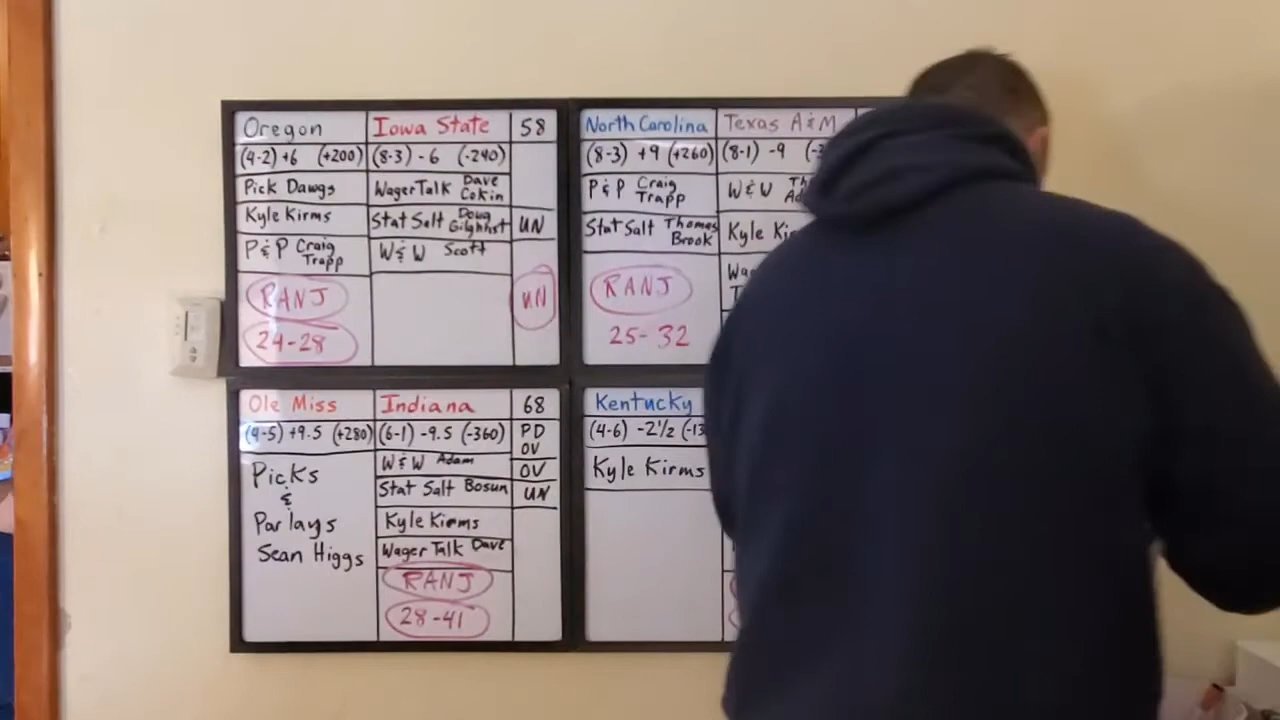 Oregon Iowa State 58
(4-2) +6 (+200) (8-3) -6 (-240)
Pick Dawgs WagerTalk Dave Cokin
Kyle Kirms Stat Salt Doug UN
P & P Craig Trapp W & W Scott
RANJ UN
24-28
North Carolina Texas A & M
(8-3) +9 (+260) (8-1) -9
P & P Craig Trapp W & W
Stat Salt Thomas Brook Kyle
RANJ
25-32
Ole Miss Indiana 68
(4-5) +9.5 (+280) (6-1) -9.5 (-360) PD OV
Picks & Parlays Sean Higgs
W & W Adam OV
Stat Salt Bosun UN
Kyle Kirms
Wager Talk Dave
RANJ
28-41
Kentucky
(4-6) -2½
Kyle Kirms